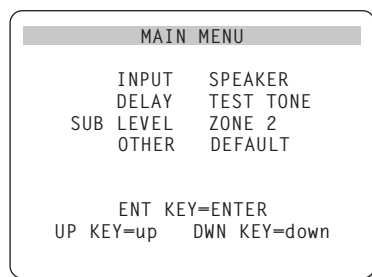 MAIN MENU
INPUT SPEAKER
DELAY TEST TONE
SUB LEVEL ZONE 2
OTHER DEFAULT
ENT KEY=ENTER
UP KEY=up DWN KEY=down